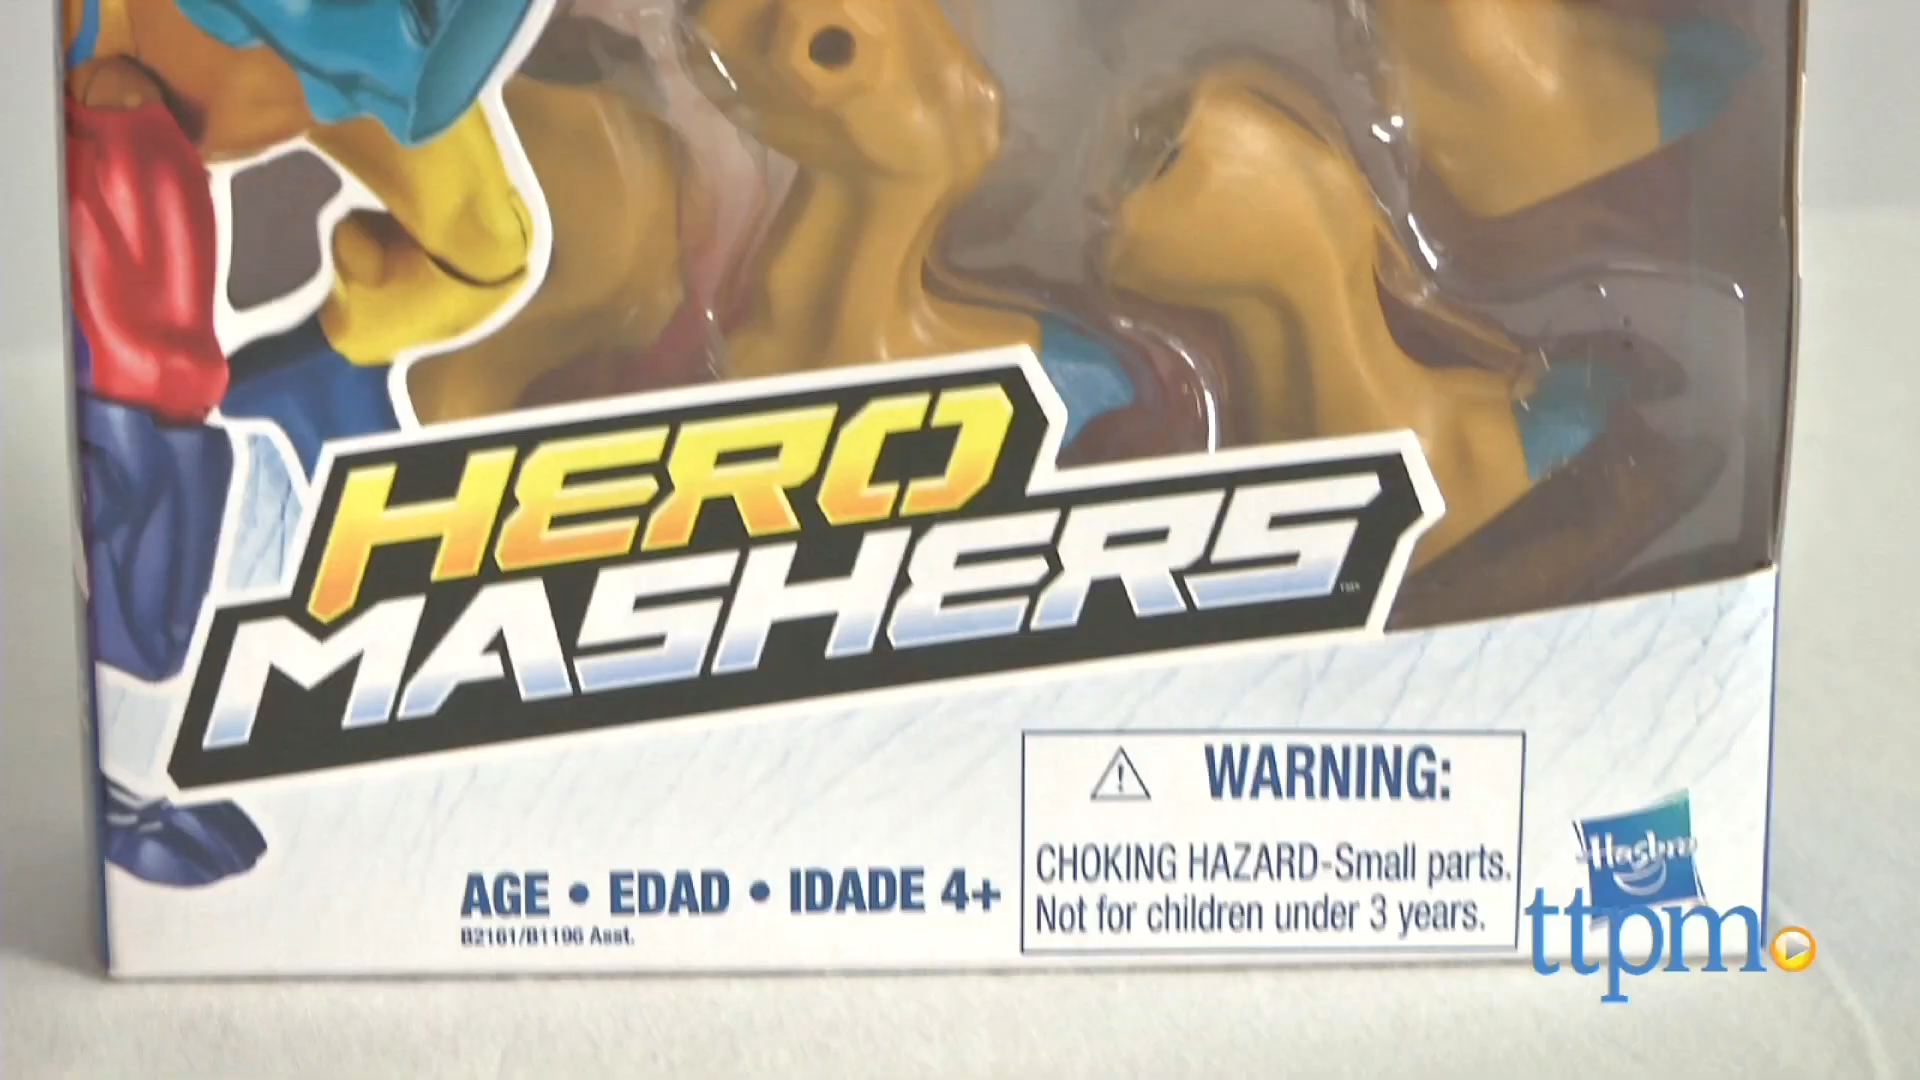 HERO
MASHERS
TM
⚠ WARNING:
CHOKING HAZARD-Small parts.
Not for children under 3 years.
AGE • EDAD • IDADE 4+
B2161/B1196 Asst.
Hasbro
ttpm